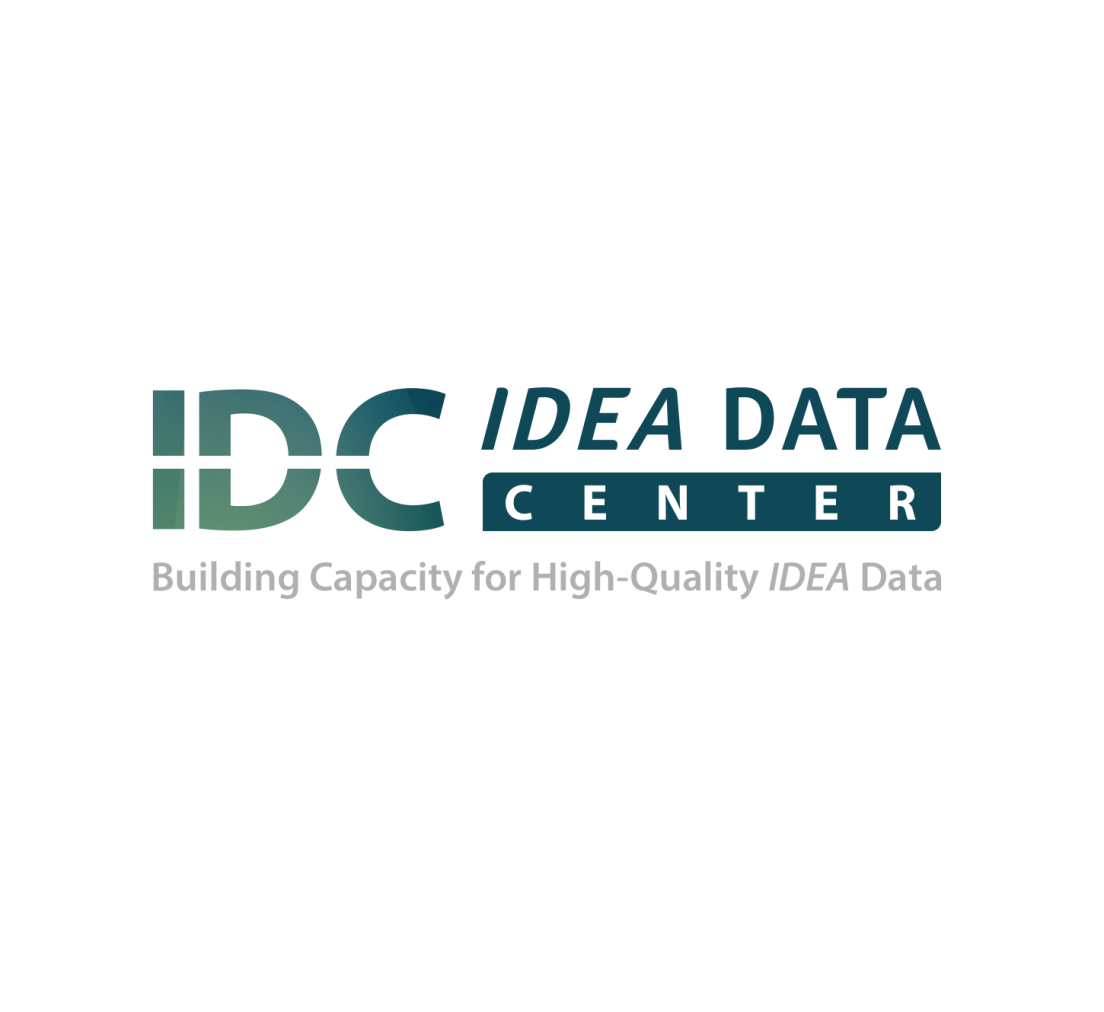 IDC
IDEA DATA
CENTER
Building Capacity for High-Quality IDEA Data